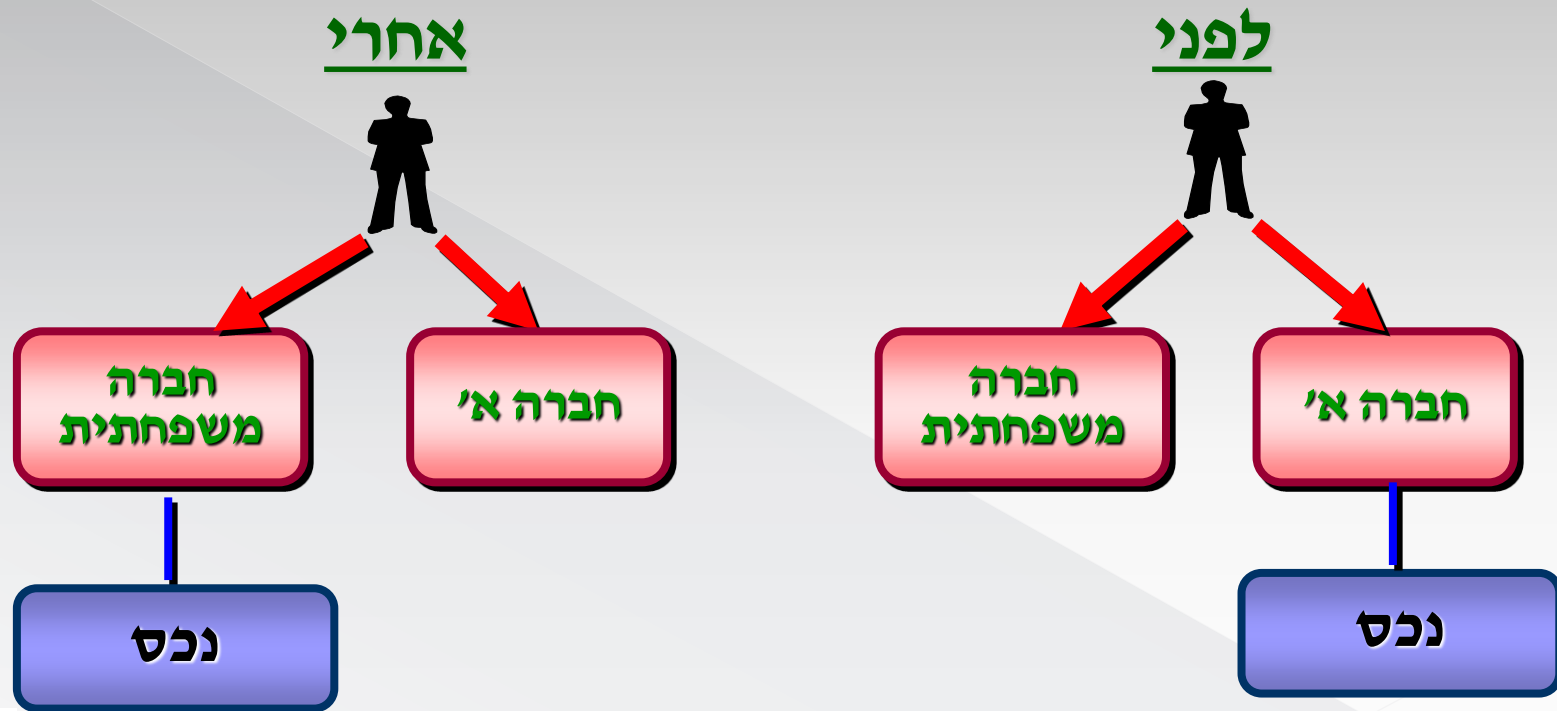 לפני
חברה א'
חברה
משפחתית
נכס
אחרי
חברה א'
חברה
משפחתית
נכס